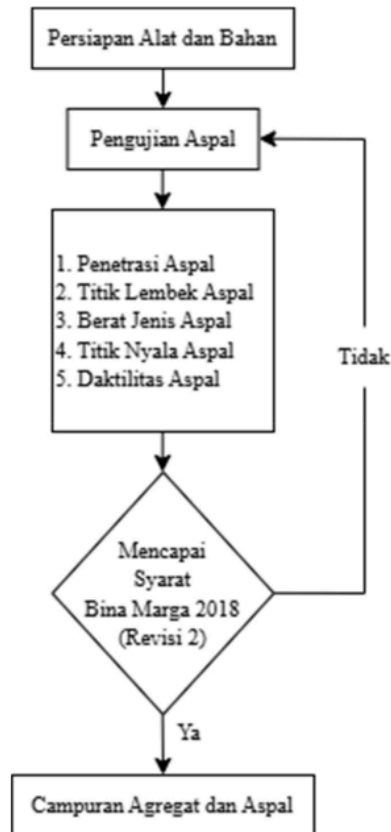 Persiapan Alat dan Bahan
Pengujian Aspal
1. Penetrasi Aspal
2. Titik Lembek Aspal
3. Berat Jenis Aspal
4. Titik Nyala Aspal
5. Daktilitas Aspal
Tidak
Mencapai
Syarat
Bina Marga 2018
(Revisi 2)
Ya
Campuran Agregat dan Aspal